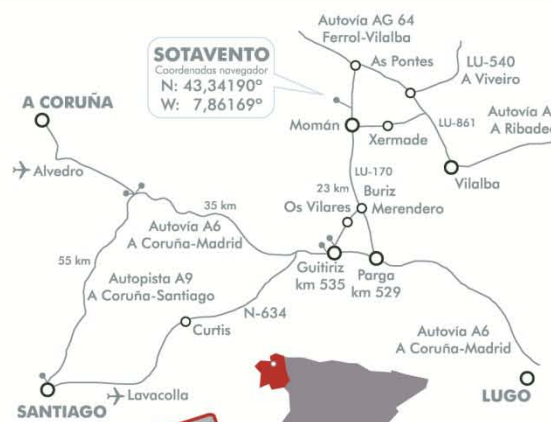 Autovía AG 64
Ferrol-Vilalba
SOTAVENTO
Coordenadas navegador
N: 43,34190º
W: 7,86169º
As Pontes
LU-540
A Viveiro
A CORUÑA
Autovía A
A Ribadeo
Momán
LU-861
Xermade
Alvedro
LU-170
Vilalba
23 km
Buriz
35 km
Os Vilares
Merendero
Autovía A6
A Coruña-Madrid
55 km
Autopista A9
A Coruña-Santiago
Guitiriz
km 535
Parga
km 529
N-634
Curtis
Autovía A6
A Coruña-Madrid
Lavacolla
LUGO
SANTIAGO